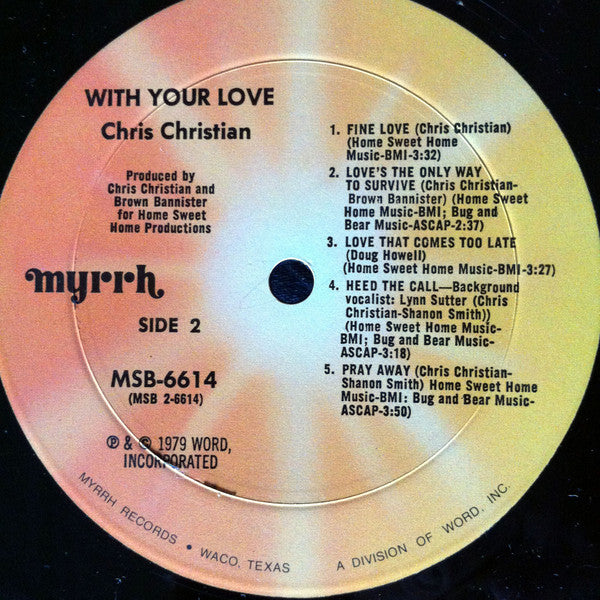 WITH YOUR LOVE
Chris Christian
Produced by
Chris Christian and
Brown Bannister
for Home Sweet
Home Productions
myrrh
SIDE 2
MSB-6614
(MSB 2-6614)
℗ & © 1979 WORD,
INCORPORATED
1. FINE LOVE (Chris Christian)
(Home Sweet Home
Music-BMI-3:32)
2. LOVE'S THE ONLY WAY
TO SURVIVE (Chris Christian-
Brown Bannister) (Home Sweet
Home Music-BMI; Bug and
Bear Music-ASCAP-2:37)
3. LOVE THAT COMES TOO LATE
(Doug Howell)
(Home Sweet Home Music-BMI-3:27)
4. HEED THE CALL—Background
vocalist: Lynn Sutter (Chris
Christian-Shanon Smith))
(Home Sweet Home Music-
BMI; Bug and Bear Music-
ASCAP-3:18)
5. PRAY AWAY (Chris Christian-
Shanon Smith) Home Sweet Home
Music-BMI: Bug and Bear Music-
ASCAP-3:50)
MYRRH RECORDS • WACO, TEXAS A DIVISION OF WORD, INC.